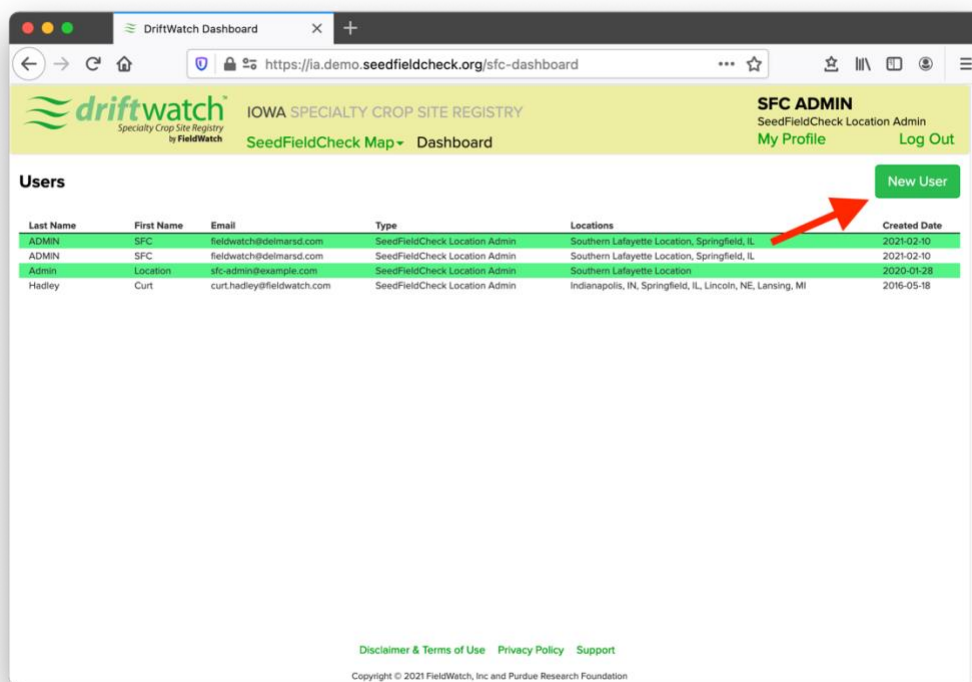 DriftWatch Dashboard
https://ia.demo.seedfieldcheck.org/sfc-dashboard
driftwatch™
Specialty Crop Site Registry
by FieldWatch
IOWA SPECIALTY CROP SITE REGISTRY
SeedFieldCheck Map Dashboard
SFC ADMIN
SeedFieldCheck Location Admin
My Profile Log Out
Users
New User
Last Name First Name Email Type Locations Created Date
ADMIN SFC fieldwatch@delmarsd.com SeedFieldCheck Location Admin Southern Lafayette Location, Springfield, IL 2021-02-10
ADMIN SFC fieldwatch@delmarsd.com SeedFieldCheck Location Admin Southern Lafayette Location, Springfield, IL 2021-02-10
Admin Location sfc-admin@example.com SeedFieldCheck Location Admin Southern Lafayette Location 2020-01-28
Hadley Curt curt.hadley@fieldwatch.com SeedFieldCheck Location Admin Indianapolis, IN, Springfield, IL, Lincoln, NE, Lansing, MI 2016-05-18
Disclaimer & Terms of Use Privacy Policy Support
Copyright © 2021 FieldWatch, Inc and Purdue Research Foundation